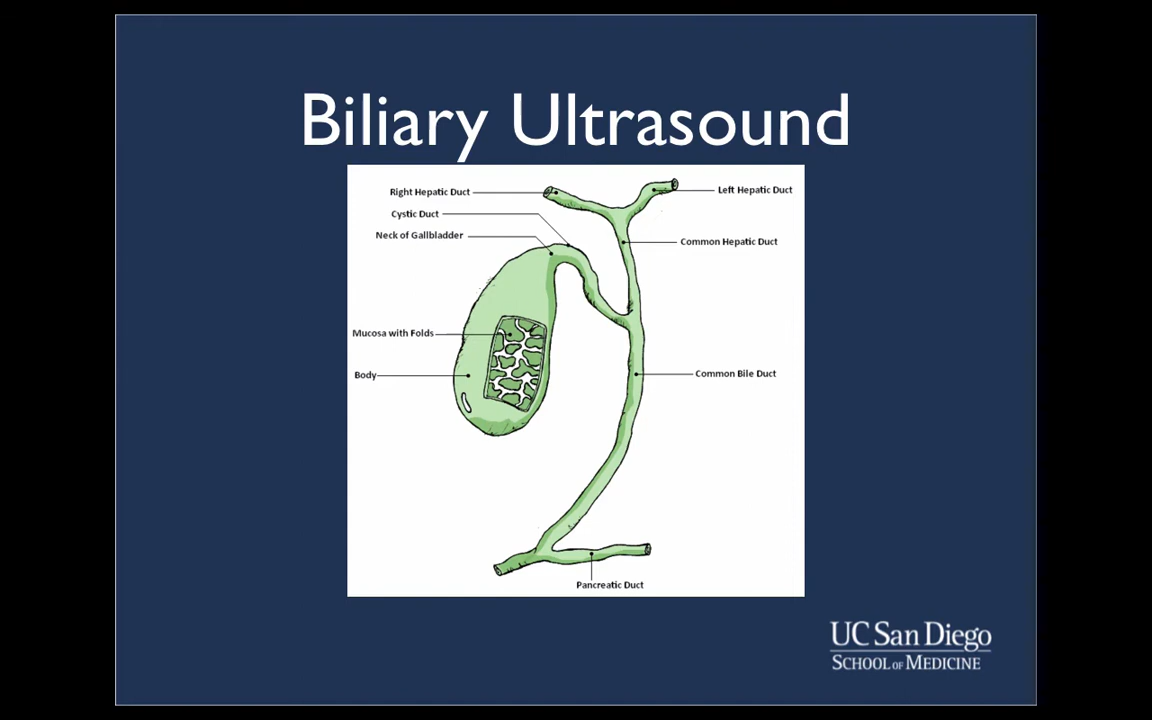 Biliary Ultrasound
Right Hepatic Duct
Left Hepatic Duct
Cystic Duct
Neck of Gallbladder
Common Hepatic Duct
Mucosa with Folds
Body
Common Bile Duct
Pancreatic Duct
UC San Diego
SCHOOL OF MEDICINE